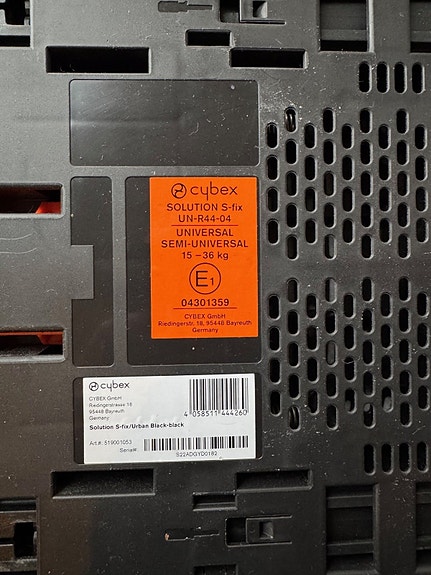 cybex
SOLUTION S-fix
UN-R44-04
UNIVERSAL
SEMI-UNIVERSAL
15 – 36 kg
E1
04301359
CYBEX GmbH
Riedingerstr. 18, 95448 Bayreuth
Germany
cybex
CYBEX GmbH
Riedingerstrasse 18
95448 Bayreuth
Germany
4 058511 444260
Solution S-fix/Urban Black-black
Art.#: 519001053
Serial#:
S22ADGYD0182